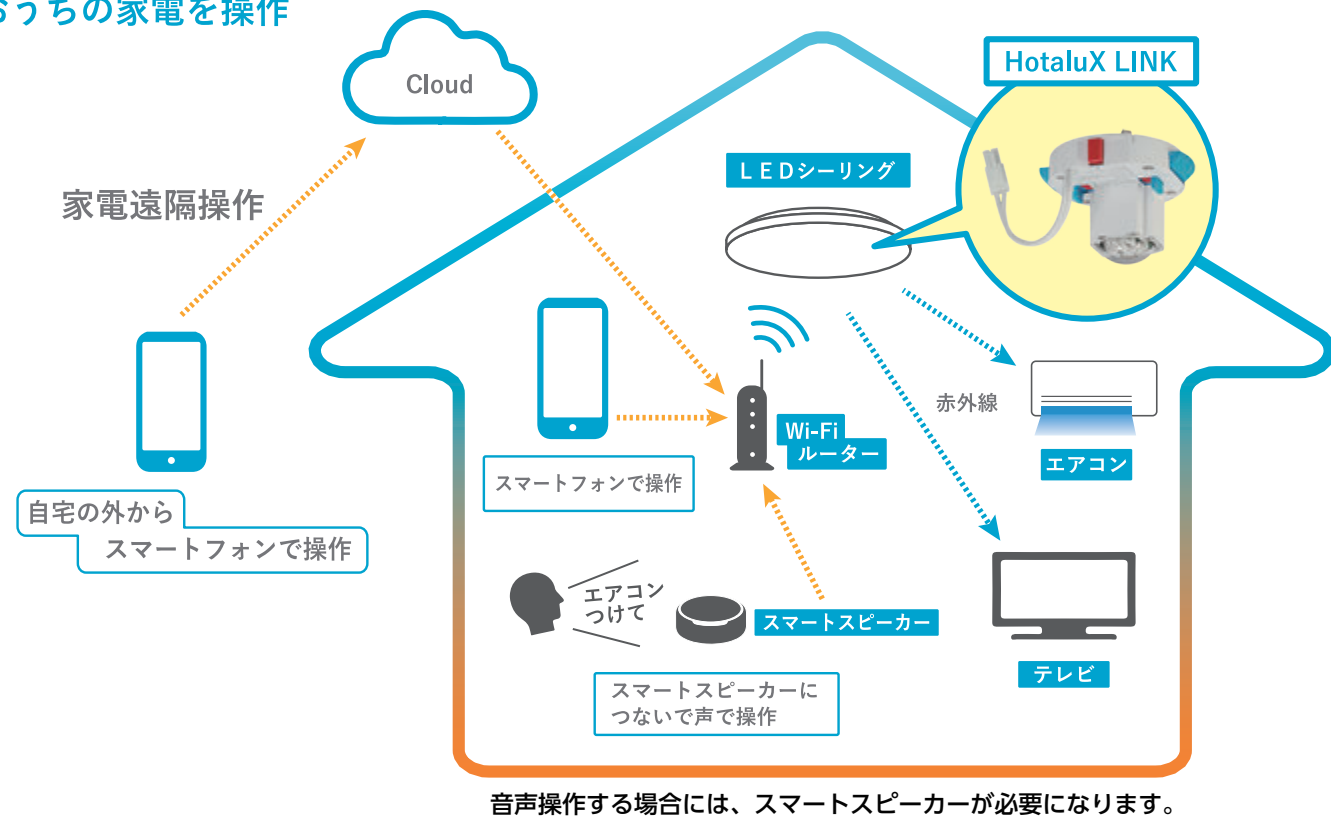 おうちの家電を操作
Cloud
HotaluX LINK
LEDシーリング
家電遠隔操作
赤外線
Wi-Fi
ルーター
エアコン
スマートフォンで操作
自宅の外から
スマートフォンで操作
エアコン
つけて
スマートスピーカー
テレビ
スマートスピーカーに
つないで声で操作
音声操作する場合には、スマートスピーカーが必要になります。